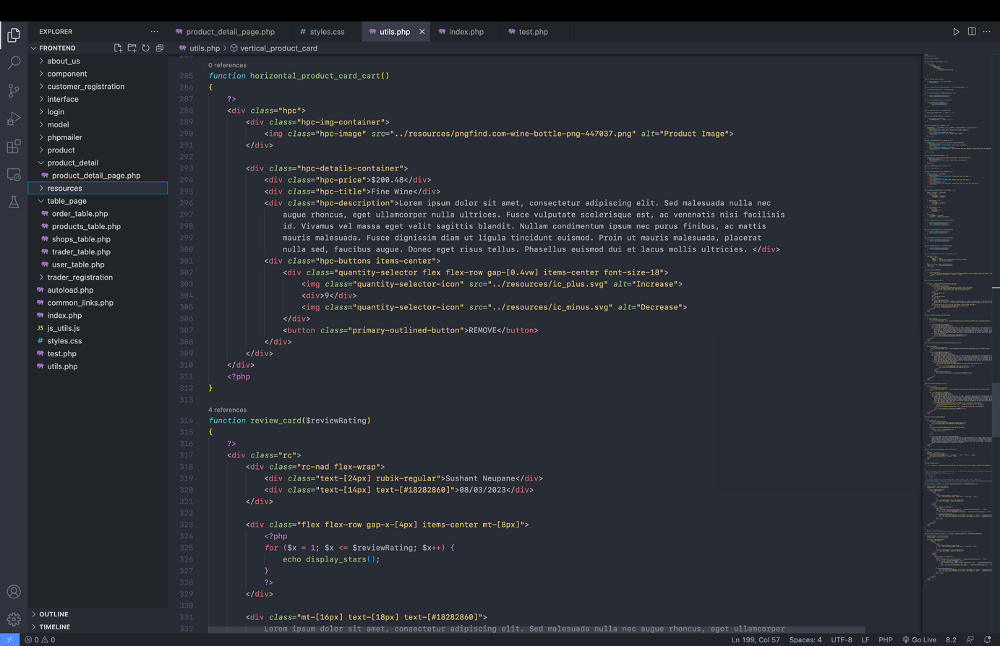 EXPLORER
FRONTEND
about_us
component
customer_registration
interface
login
model
phpmailer
product
product_detail
product_detail_page.php
resources
table_page
order_table.php
products_table.php
shops_table.php
trader_table.php
user_table.php
trader_registration
autoload.php
common_links.php
index.php
JS js_utils.js
# styles.css
test.php
utils.php
OUTLINE
TIMELINE
product_detail_page.php # styles.css utils.php index.php test.php
utils.php > vertical_product_card
284
0 references
285 function horizontal_product_card_cart()
286 {
287 ?>
288 <div class="hpc">
289 <div class="hpc-img-container">
290 <img class="hpc-image" src="../resources/pngfind.com-wine-bottle-png-447037.png" alt="Product Image">
291 </div>
292
293 <div class="hpc-details-container">
294 <div class="hpc-price">$200.48</div>
295 <div class="hpc-title">Fine Wine</div>
296 <div class="hpc-description">Lorem ipsum dolor sit amet, consectetur adipiscing elit. Sed malesuada nulla nec
297 augue rhoncus, eget ullamcorper nulla ultrices. Fusce vulputate scelerisque est, ac venenatis nisi facilisis
298 id. Vivamus vel massa eget velit sagittis blandit. Nullam condimentum ipsum nec purus finibus, ac mattis
299 mauris malesuada. Fusce dignissim diam ut ligula tincidunt euismod. Proin ut mauris malesuada, placerat
300 nulla sed, faucibus augue. Donec eget risus tellus. Phasellus euismod dui et lacus mollis ultricies. </div>
301 <div class="hpc-buttons items-center">
302 <div class="quantity-selector flex flex-row gap-[0.4vw] items-center font-size-18">
303 <img class="quantity-selector-icon" src="../resources/ic_plus.svg" alt="Increase">
304 <div>9</div>
305 <img class="quantity-selector-icon" src="../resources/ic_minus.svg" alt="Decrease">
306 </div>
307 <button class="primary-outlined-button">REMOVE</button>
308 </div>
309 </div>
310 </div>
311 <?php
312 }
313
4 references
314 function review_card($reviewRating)
315 {
316 ?>
317 <div class="rc">
318 <div class="rc-nad flex-wrap">
319 <div class="text-[24px] rubik-regular">Sushant Neupane</div>
320 <div class="text-[14px] text-[#18282860]">08/03/2023</div>
321 </div>
322
323 <div class="flex flex-row gap-x-[4px] items-center mt-[8px]">
324 <?php
325 for ($x = 1; $x <= $reviewRating; $x++) {
326 echo display_stars();
327 }
328 ?>
329 </div>
330
331 <div class="mt-[16px] text-[18px] text-[#18282860]">
332 Lorem ipsum dolor sit amet, consectetur adipiscing elit. Sed malesuada nulla nec augue rhoncus, eget ullamcorper
0 0 Ln 199, Col 57 Spaces: 4 UTF-8 LF PHP Go Live 8.2